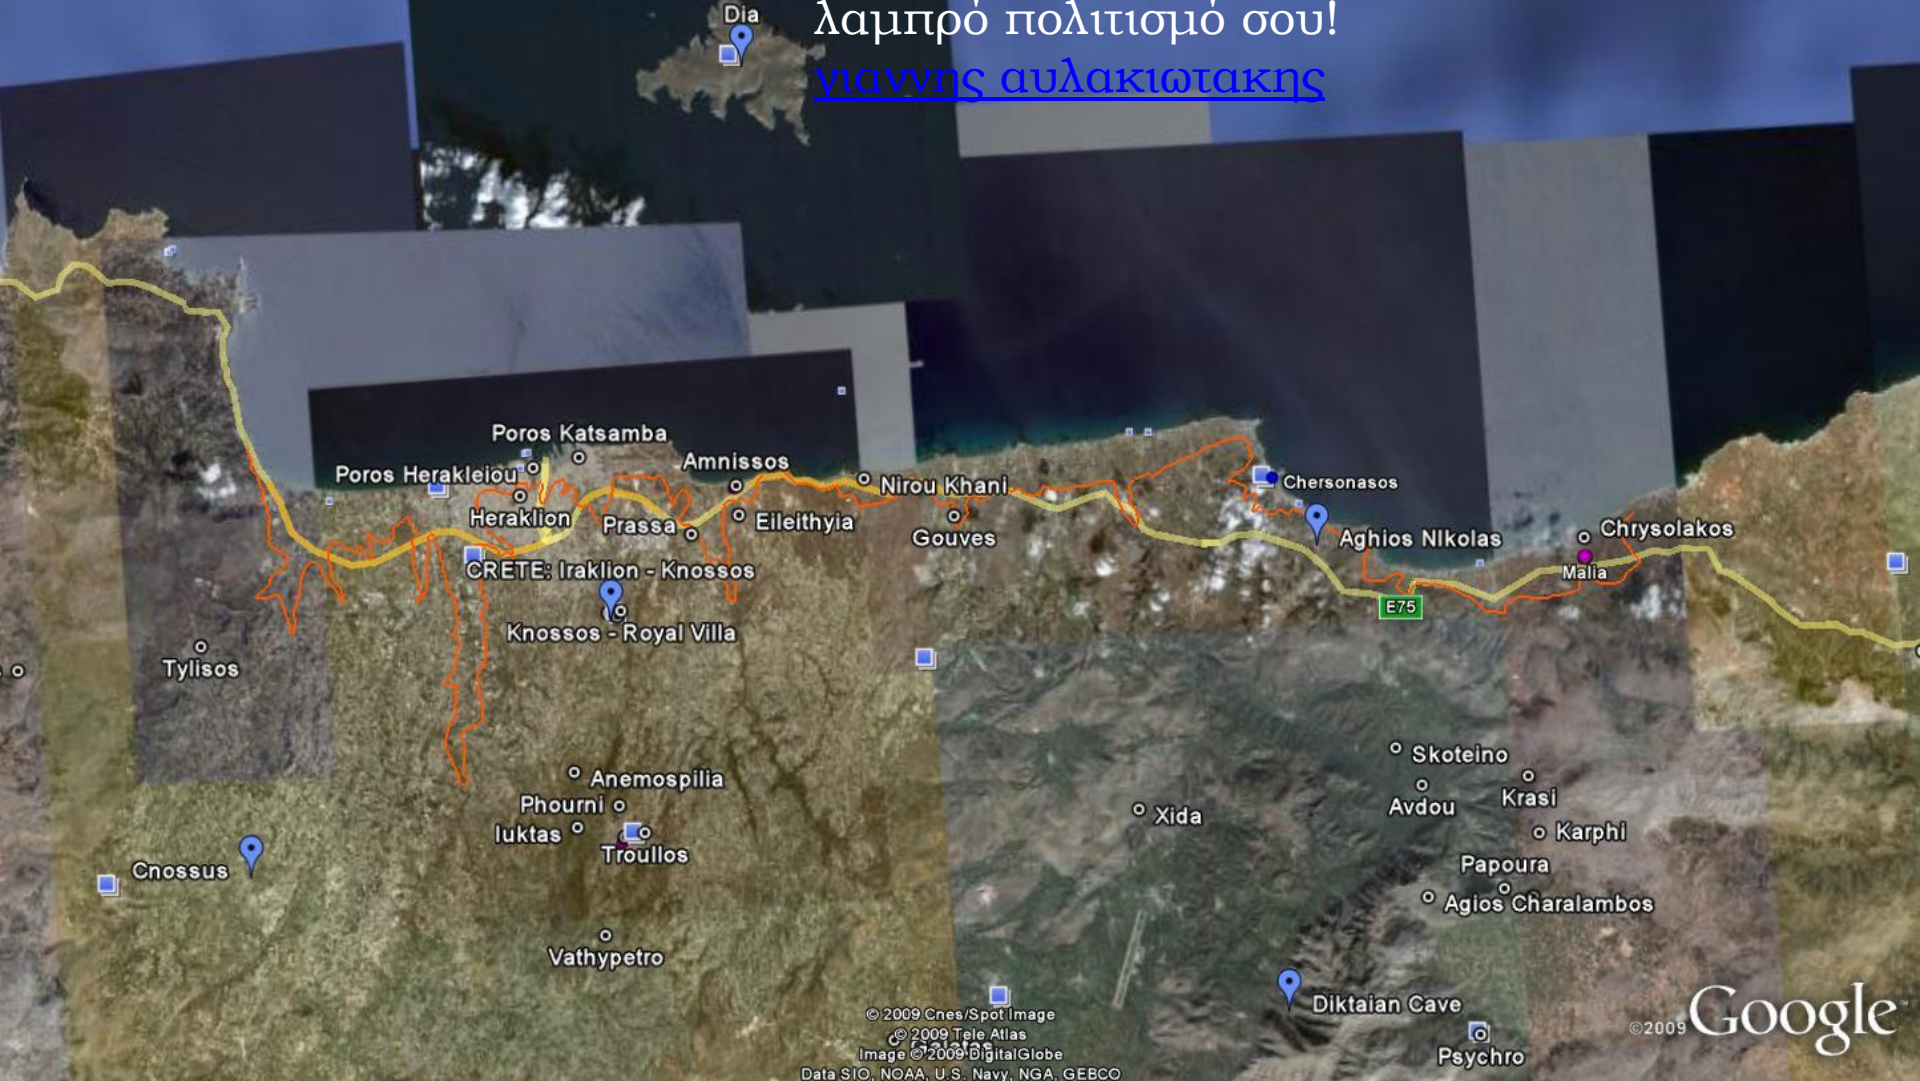 Dia
λαμπρό πολιτισμό σου!
γιαννης αυλακιωτακης
Poros Katsamba
Poros Herakleiou
Amnissos
Nirou Khani
Chersonasos
Heraklion
Prassa
Eileithyia
Gouves
Aghios NIkolas
Chrysolakos
CRETE: Iraklion - Knossos
Malia
E75
Knossos - Royal Villa
Tylisos
Anemospilia
Skoteino
Phourni
Avdou
Krasi
Iuktas
Xida
Karphi
Troullos
Papoura
Cnossus
Agios Charalambos
Vathypetro
Diktaian Cave
© 2009 Cnes/Spot Image
© 2009 Tele Atlas
Galatas
Image © 2009 DigitalGlobe
Data SIO, NOAA, U.S. Navy, NGA, GEBCO
Psychro
©2009 Google